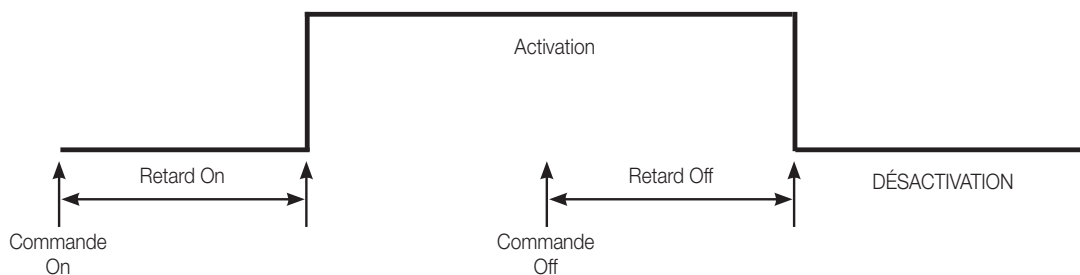 Activation
Retard On
Retard Off
DÉSACTIVATION
Commande
On
Commande
Off